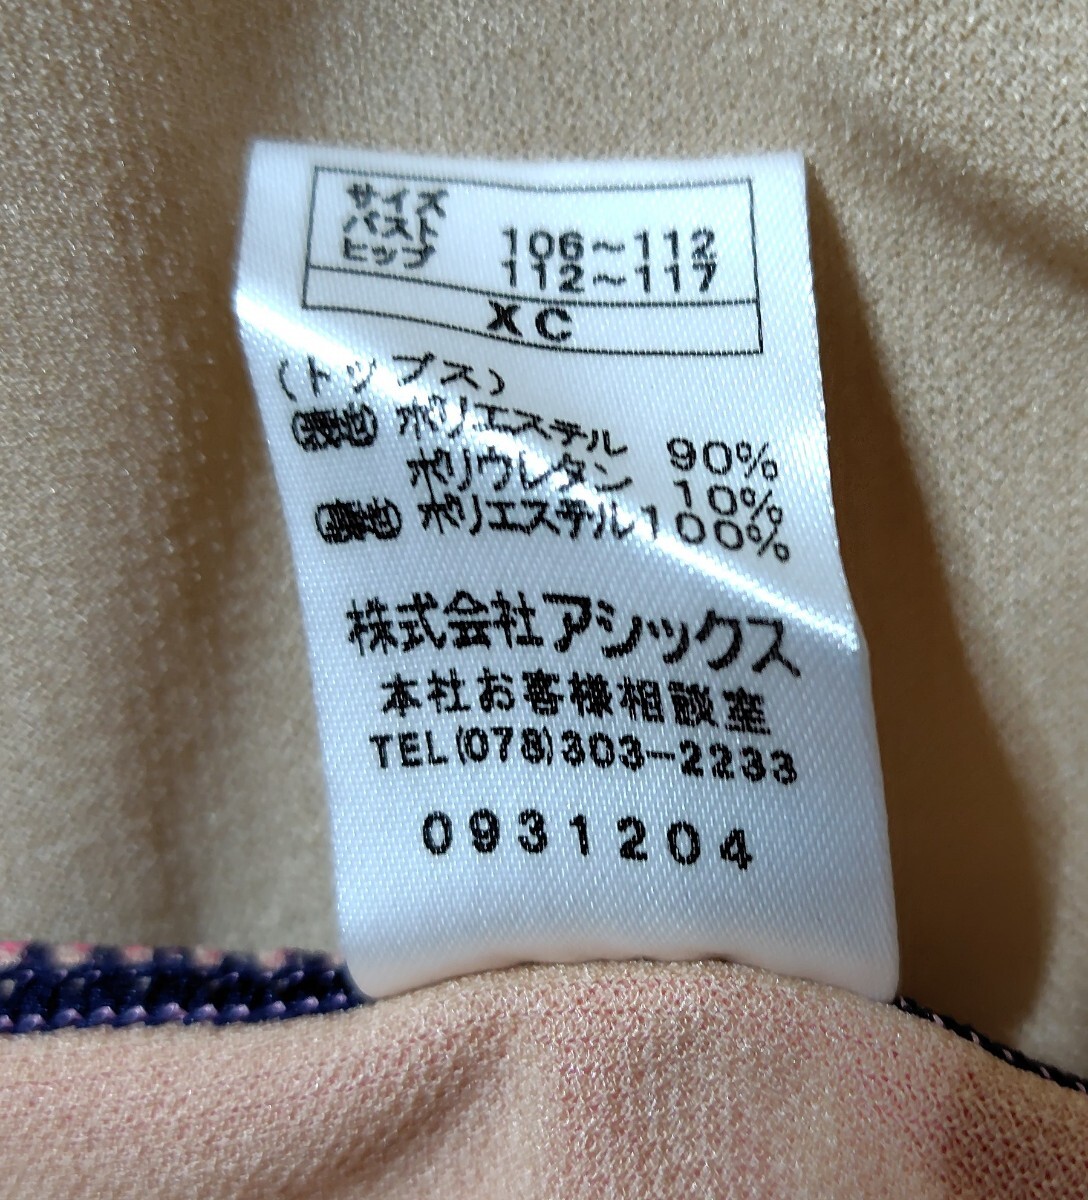 サイズ
バスト 106〜112
ヒップ 112〜117
XC
(トップス)
(表地) ポリエステル 90%
ポリウレタン 10%
(裏地) ポリエステル100%
株式会社アシックス
本社お客様相談室
TEL(078)303-2233
0931204